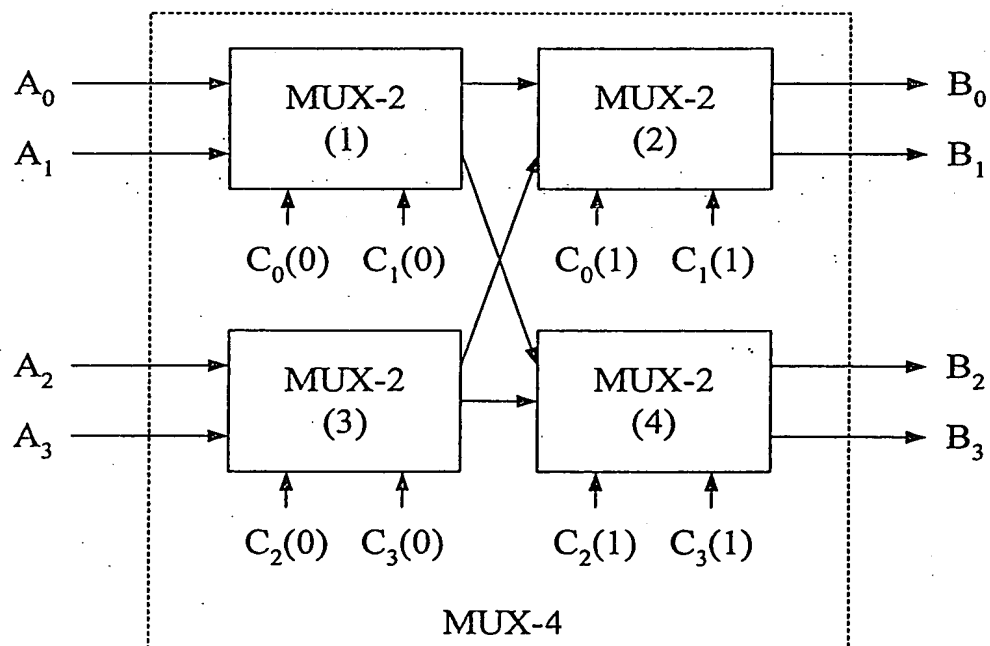 A₀ MUX-2 (1) MUX-2 (2) B₀
A₁ B₁
C₀(0) C₁(0) C₀(1) C₁(1)
A₂ MUX-2 (3) MUX-2 (4) B₂
A₃ B₃
C₂(0) C₃(0) C₂(1) C₃(1)
MUX-4